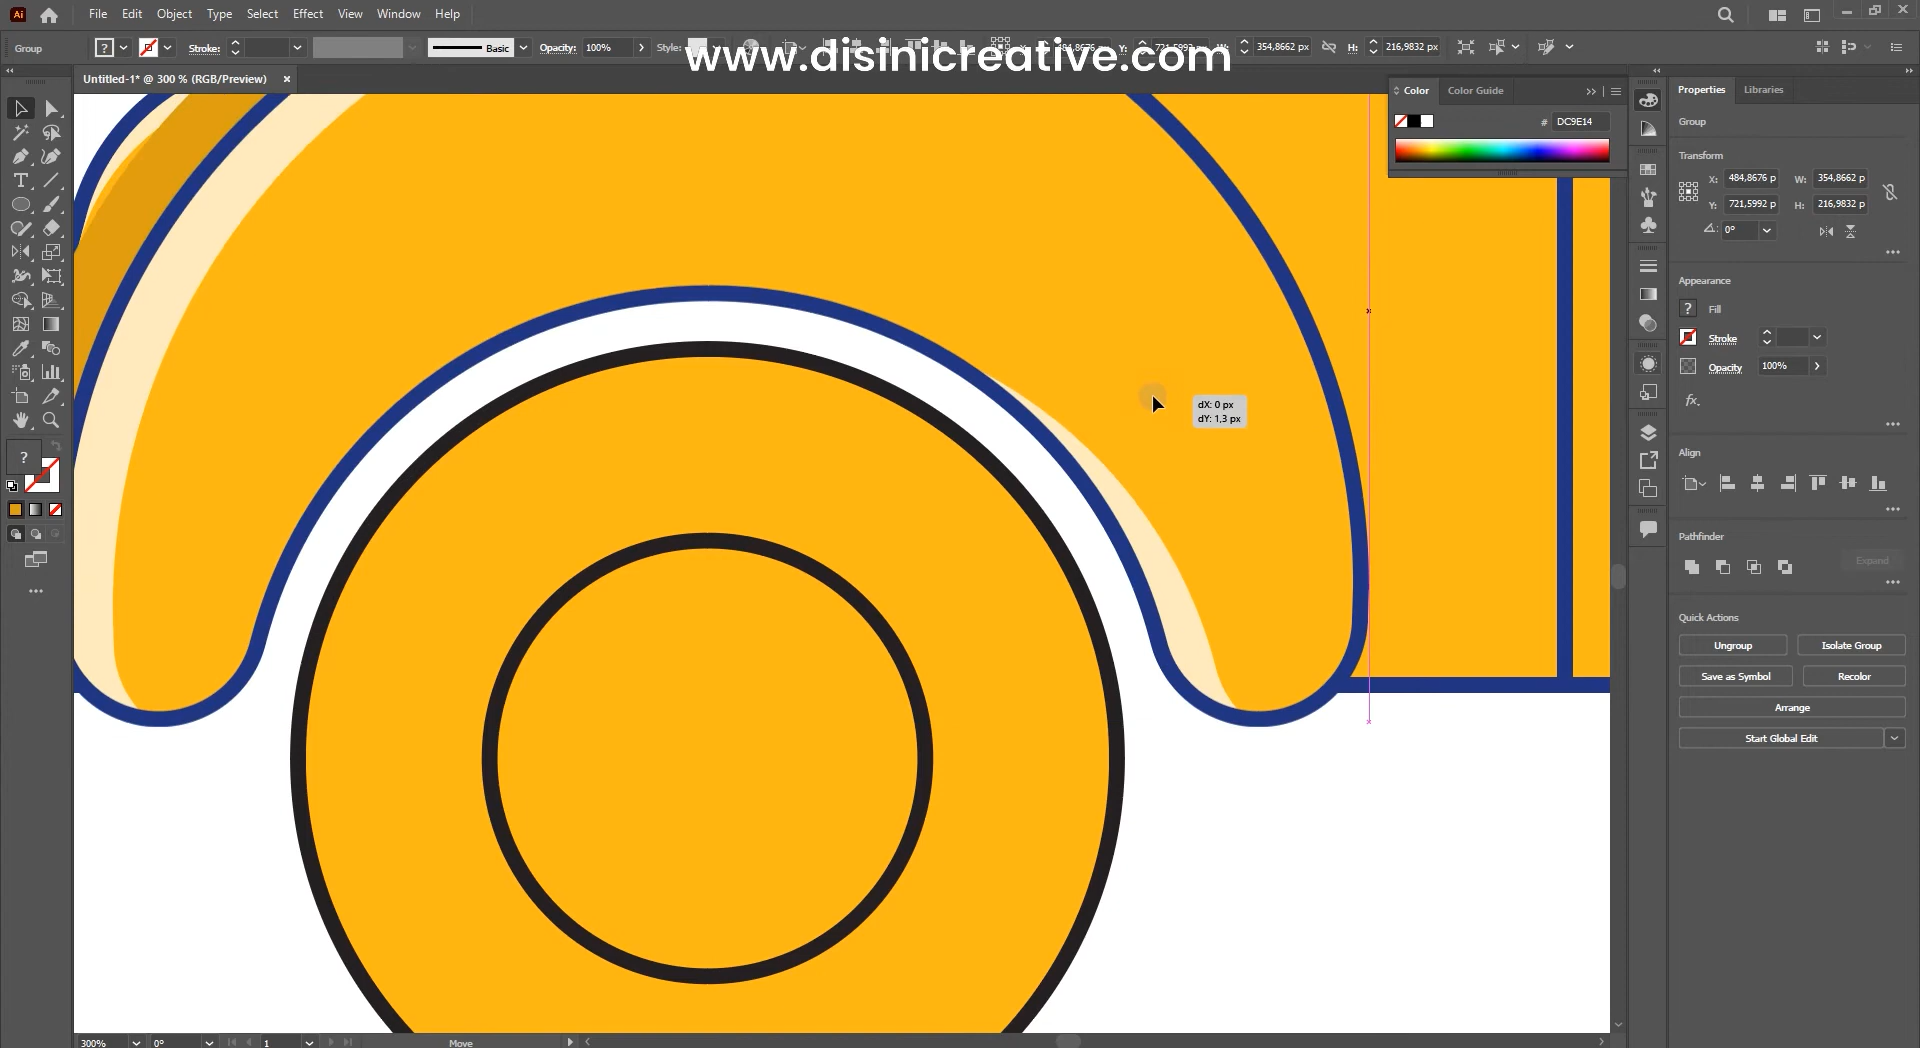 Ai File Edit Object Type Select Effect View Window Help
Group ? Stroke: Basic Opacity: 100% Style: 721,5992 354,8662 px H: 216,9832 px
www.disinicreative.com
Untitled-1* @ 300 % (RGB/Preview) ×
Color Color Guide
# DC9E14
Properties Libraries
Group
Transform
X: 484,8676 p W: 354,8662 p
Y: 721,5992 p H: 216,9832 p
0°
Appearance
? Fill
Stroke
Opacity 100%
fx.
Align
Pathfinder
Expand
Quick Actions
Ungroup Isolate Group
Save as Symbol Recolor
Arrange
Start Global Edit
dX: 0 px
dY: 1,3 px
?
300% 0° 1 Move